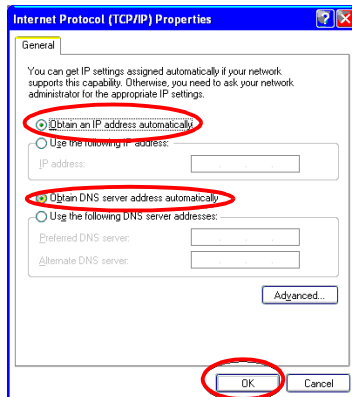 Internet Protocol (TCP/IP) Properties
General
You can get IP settings assigned automatically if your network
supports this capability. Otherwise, you need to ask your network
administrator for the appropriate IP settings.
Obtain an IP address automatically
Use the following IP address:
IP address:
Obtain DNS server address automatically
Use the following DNS server addresses:
Preferred DNS server:
Alternate DNS server:
Advanced...
OK
Cancel